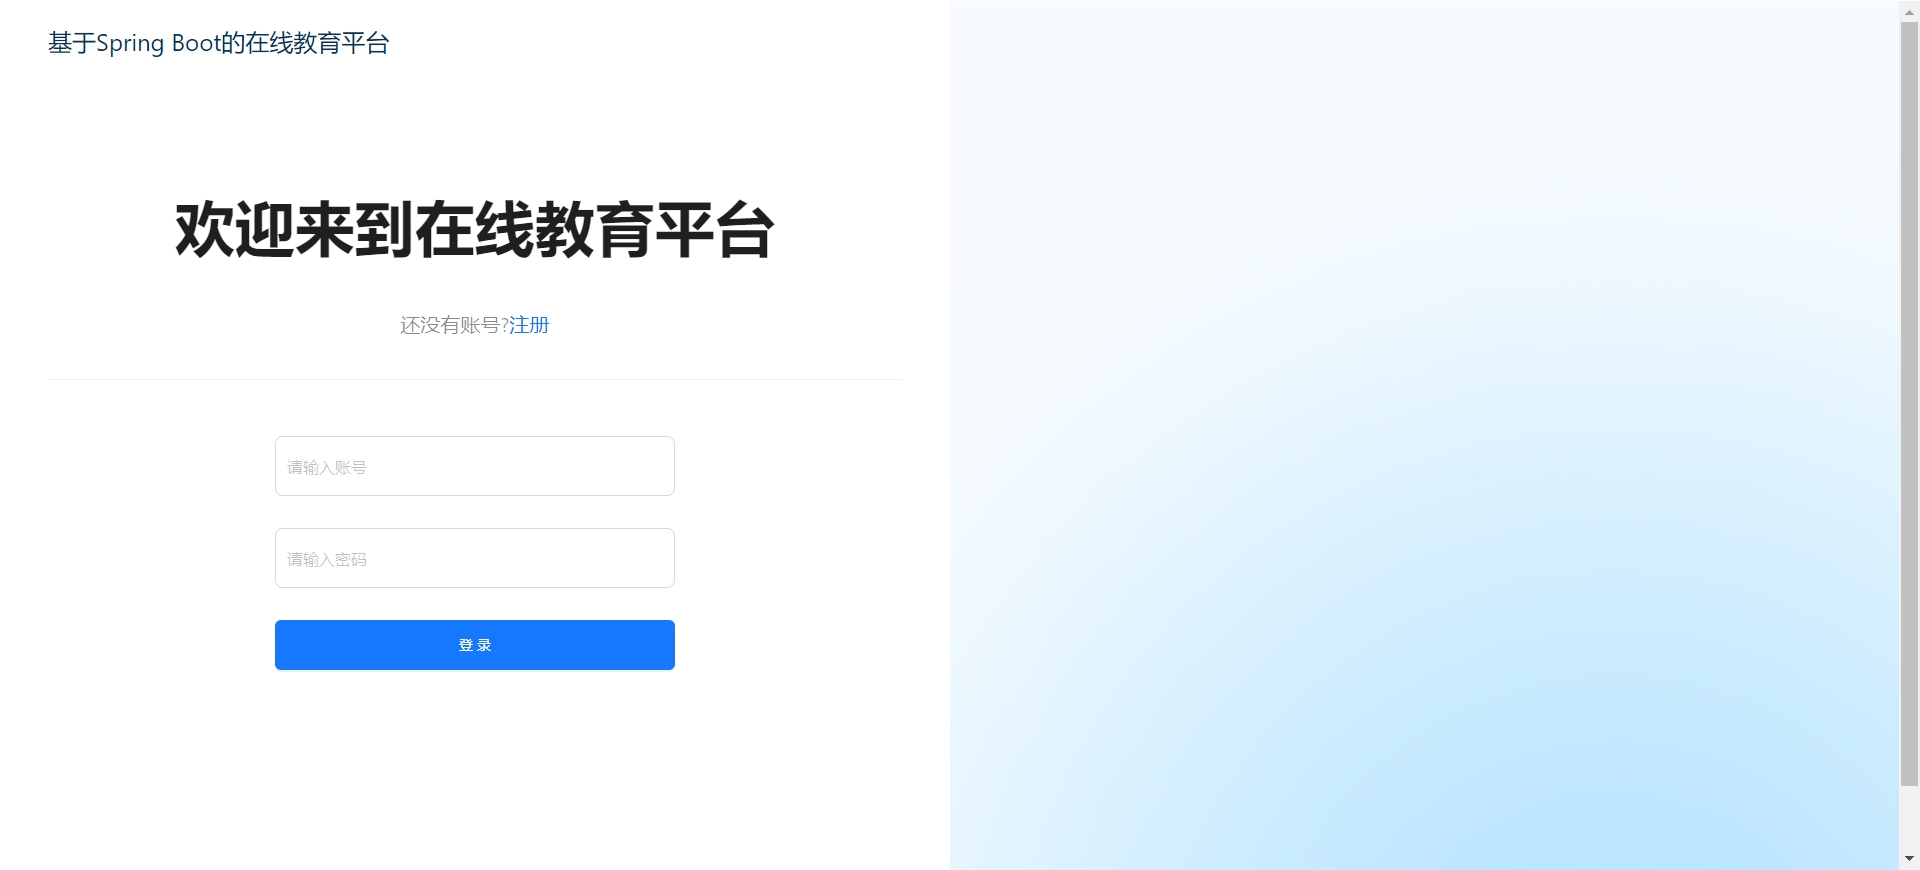 基于Spring Boot的在线教育平台
欢迎来到在线教育平台
还没有账号?注册
请输入账号
请输入密码
登 录